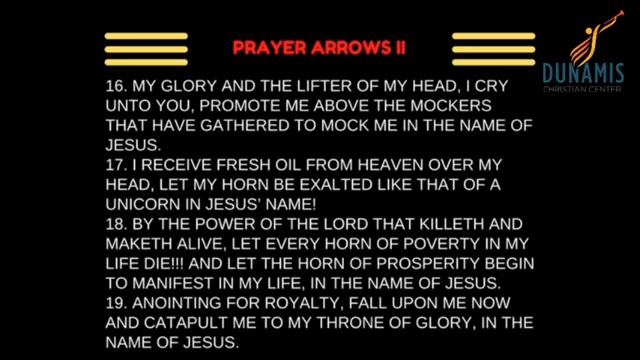 PRAYER ARROWS II
DUNAMIS
CHRISTIAN CENTER
16. MY GLORY AND THE LIFTER OF MY HEAD, I CRY
UNTO YOU, PROMOTE ME ABOVE THE MOCKERS
THAT HAVE GATHERED TO MOCK ME IN THE NAME OF
JESUS.
17. I RECEIVE FRESH OIL FROM HEAVEN OVER MY
HEAD, LET MY HORN BE EXALTED LIKE THAT OF A
UNICORN IN JESUS' NAME!
18. BY THE POWER OF THE LORD THAT KILLETH AND
MAKETH ALIVE, LET EVERY HORN OF POVERTY IN MY
LIFE DIE!!! AND LET THE HORN OF PROSPERITY BEGIN
TO MANIFEST IN MY LIFE, IN THE NAME OF JESUS.
19. ANOINTING FOR ROYALTY, FALL UPON ME NOW
AND CATAPULT ME TO MY THRONE OF GLORY, IN THE
NAME OF JESUS.